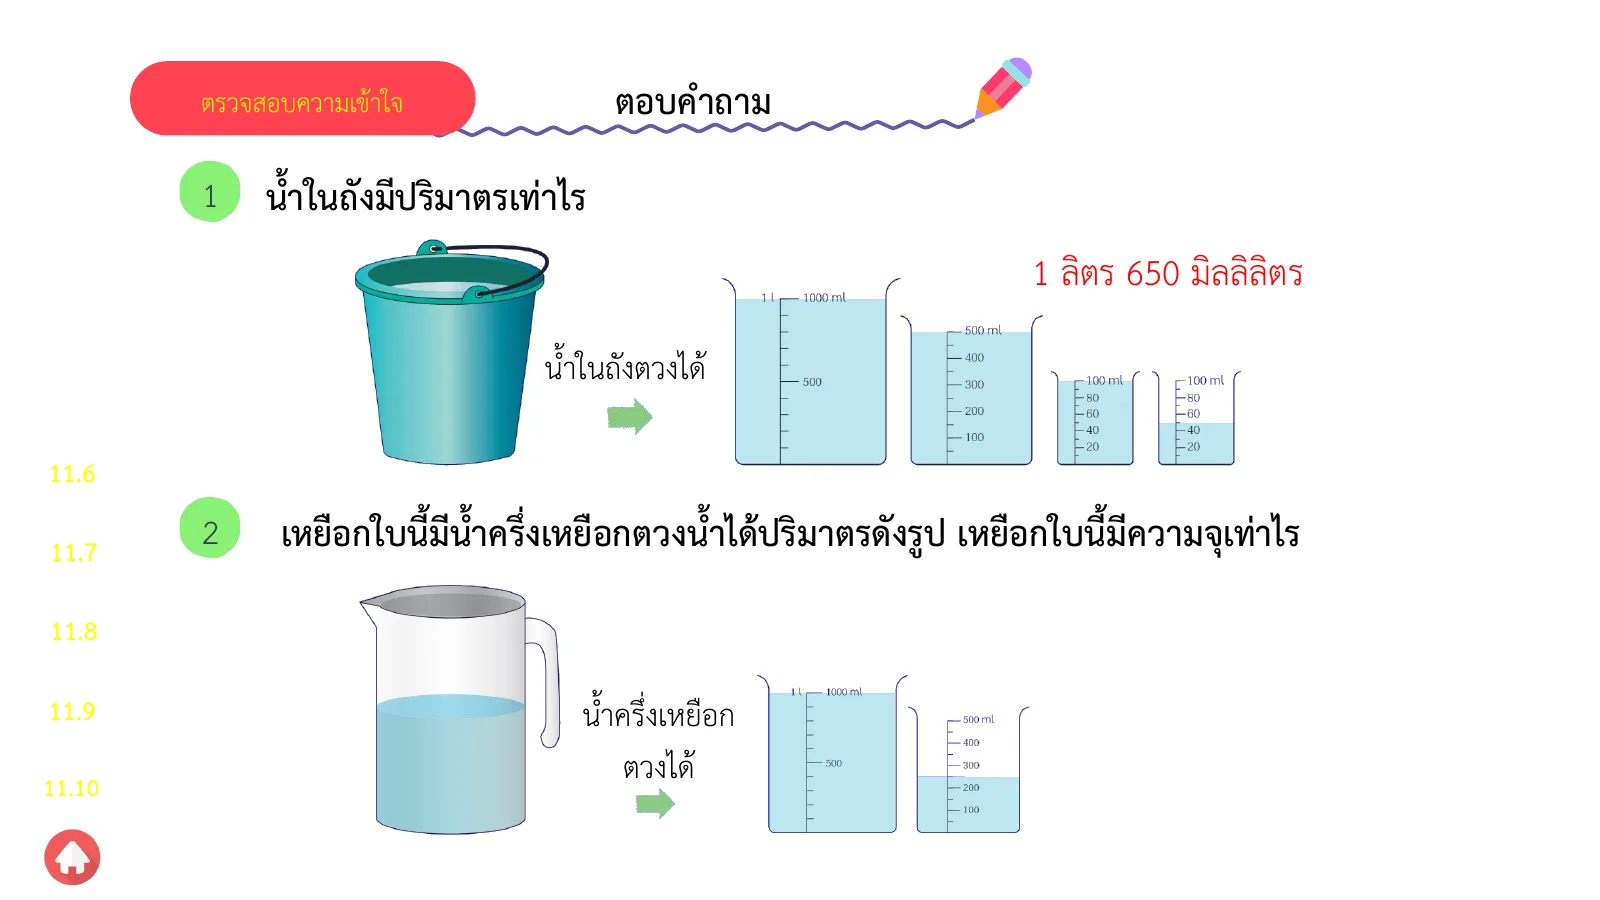 ตรวจสอบความเข้าใจ
ตอบคำถาม
1 น้ำในถังมีปริมาตรเท่าไร
1 ลิตร 650 มิลลิลิตร
น้ำในถังตวงได้
1 l 1000 ml
500
500 ml
400
300
200
100
100 ml
80
60
40
20
100 ml
80
60
40
20
11.6
11.7
11.8
11.9
11.10
2 เหยือกใบนี้มีน้ำครึ่งเหยือกตวงน้ำได้ปริมาตรดังรูป เหยือกใบนี้มีความจุเท่าไร
น้ำครึ่งเหยือก
ตวงได้
1 l 1000 ml
500
500 ml
400
300
200
100